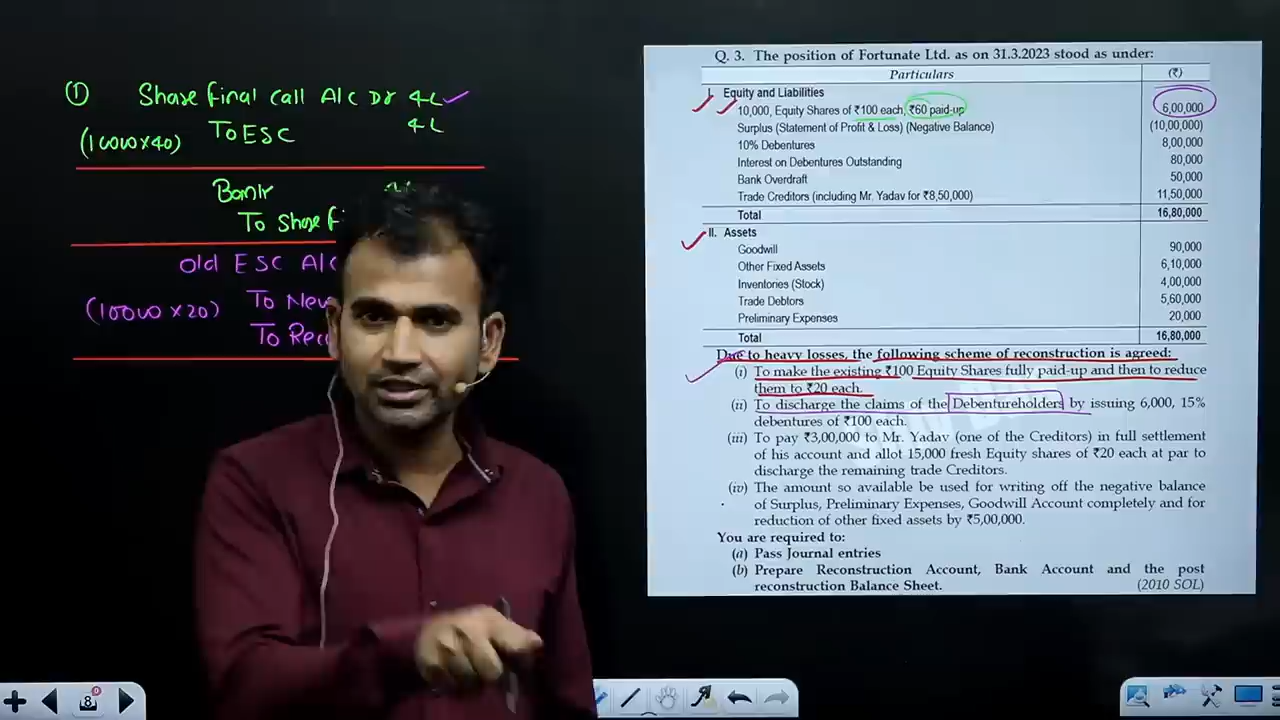 ① Share final call A/C Dr 4L
(10000×40) To ESC 4L
Bank
To Share f
old ESC A/C
(10000×20) To New
To Rec
Q. 3. The position of Fortunate Ltd. as on 31.3.2023 stood as under:
Particulars (₹)
I. Equity and Liabilities
10,000, Equity Shares of ₹100 each, ₹60 paid-up 6,00,000
Surplus (Statement of Profit & Loss) (Negative Balance) (10,00,000)
10% Debentures 8,00,000
Interest on Debentures Outstanding 80,000
Bank Overdraft 50,000
Trade Creditors (including Mr. Yadav for ₹8,50,000) 11,50,000
Total 16,80,000
II. Assets
Goodwill 90,000
Other Fixed Assets 6,10,000
Inventories (Stock) 4,00,000
Trade Debtors 5,60,000
Preliminary Expenses 20,000
Total 16,80,000
Due to heavy losses, the following scheme of reconstruction is agreed:
(i) To make the existing ₹100 Equity Shares fully paid-up and then to reduce
them to ₹20 each.
(ii) To discharge the claims of the Debentureholders by issuing 6,000, 15%
debentures of ₹100 each.
(iii) To pay ₹3,00,000 to Mr. Yadav (one of the Creditors) in full settlement
of his account and allot 15,000 fresh Equity shares of ₹20 each at par to
discharge the remaining trade Creditors.
(iv) The amount so available be used for writing off the negative balance
of Surplus, Preliminary Expenses, Goodwill Account completely and for
reduction of other fixed assets by ₹5,00,000.
You are required to:
(a) Pass Journal entries
(b) Prepare Reconstruction Account, Bank Account and the post
reconstruction Balance Sheet. (2010 SOL)
8